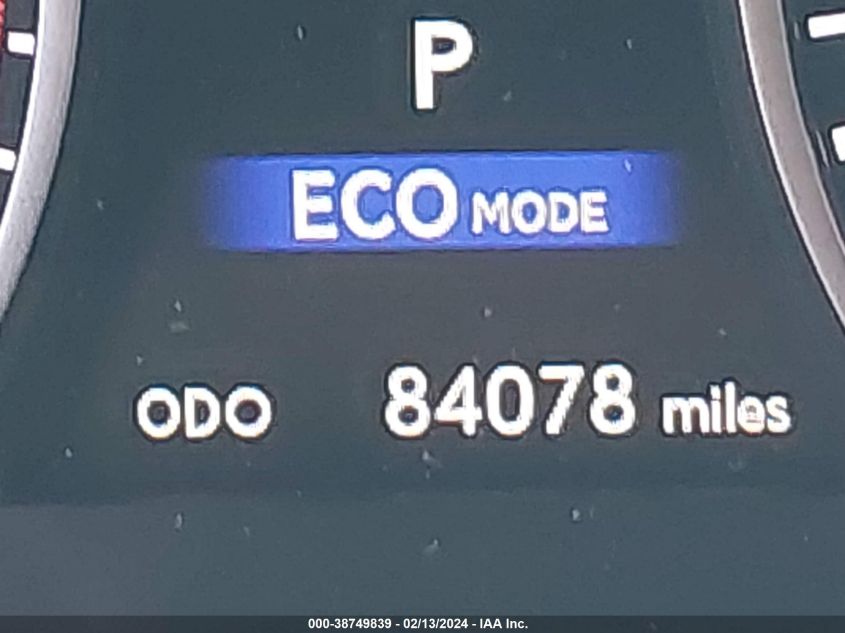 P
ECO MODE
ODO 84078 miles
000-38749839 - 02/13/2024 - IAA Inc.